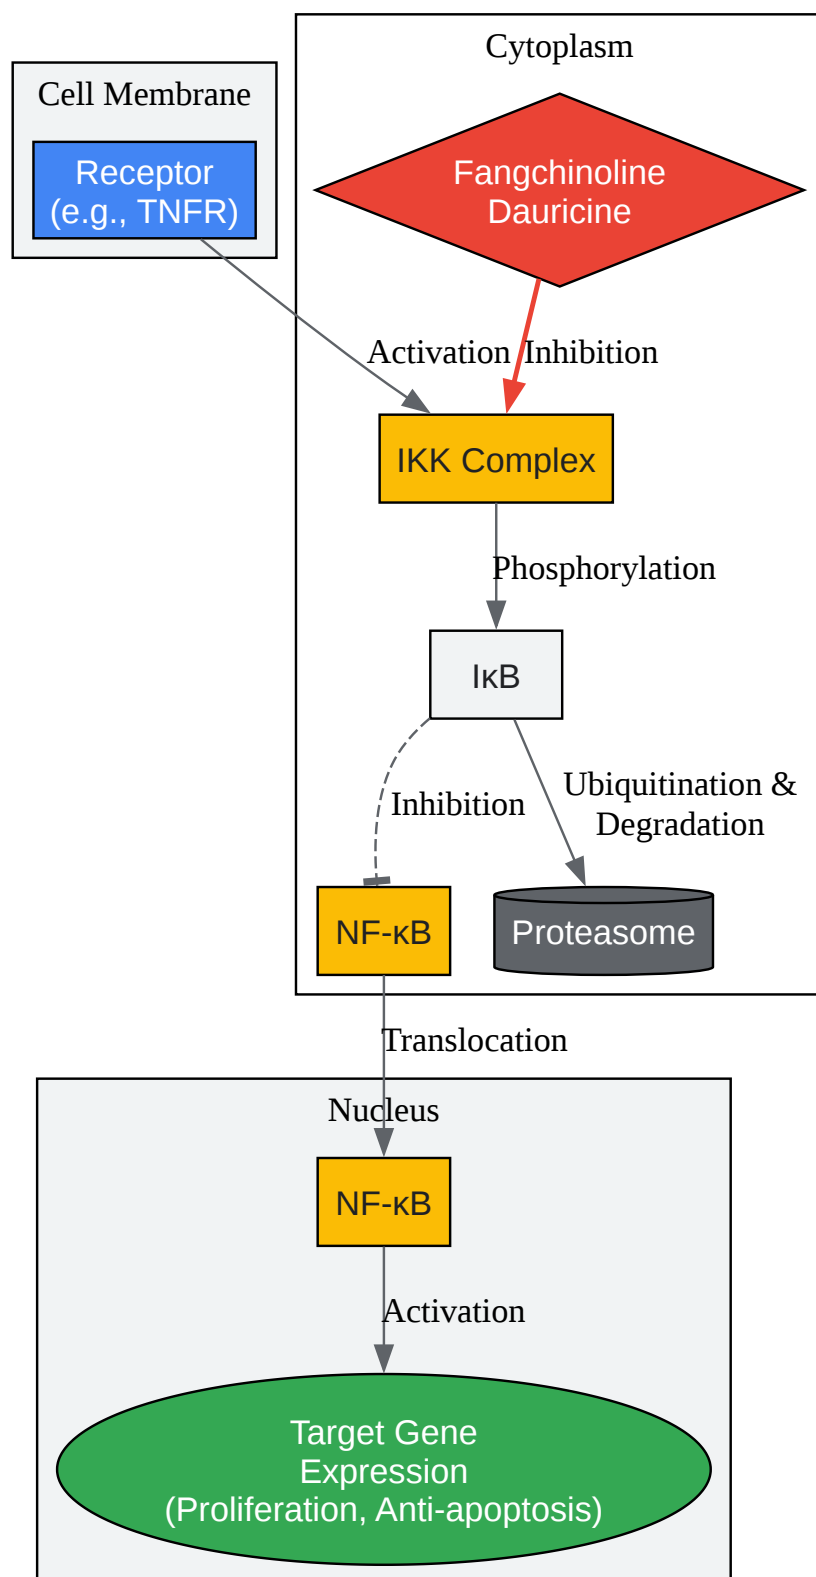 Cytoplasm
Cell Membrane
Receptor
(e.g., TNFR)
Fangchinoline
Dauricine
Activation
Inhibition
IKK Complex
Phosphorylation
IκB
Inhibition
Ubiquitination &
Degradation
NF-κB
Proteasome
Translocation
Nucleus
NF-κB
Activation
Target Gene
Expression
(Proliferation, Anti-apoptosis)